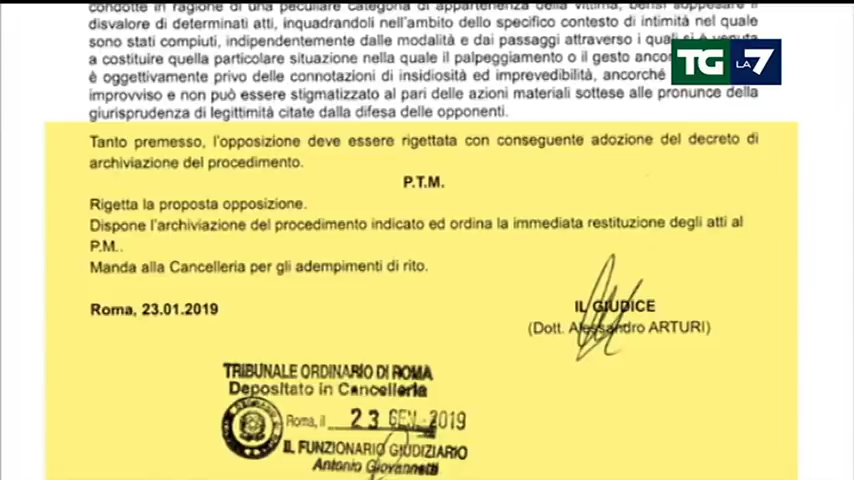 condotte in ragione di una peculiare categoria di appartenenza della vittima, bensì soppesare il
disvalore di determinati atti, inquadrandoli nell'ambito dello specifico contesto di intimità nel quale
sono stati compiuti, indipendentemente dalle modalità e dai passaggi attraverso i quali si è venuta
a costituire quella particolare situazione nella quale il palpeggiamento o il gesto ancor
è oggettivamente privo delle connotazioni di insidiosità ed imprevedibilità, ancorché
improvviso e non può essere stigmatizzato al pari delle azioni materiali sottese alle pronunce della
giurisprudenza di legittimità citate dalla difesa delle opponenti.
TG LA 7
Tanto premesso, l'opposizione deve essere rigettata con conseguente adozione del decreto di
archiviazione del procedimento.
P.T.M.
Rigetta la proposta opposizione.
Dispone l'archiviazione del procedimento indicato ed ordina la immediata restituzione degli atti al
P.M..
Manda alla Cancelleria per gli adempimenti di rito.
Roma, 23.01.2019
IL GIUDICE
(Dott. Alessandro ARTURI)
TRIBUNALE ORDINARIO DI ROMA
Depositato in Cancelleria
Roma, il 23 GEN. 2019
IL FUNZIONARIO GIUDIZIARIO
Antonio Giovannetti